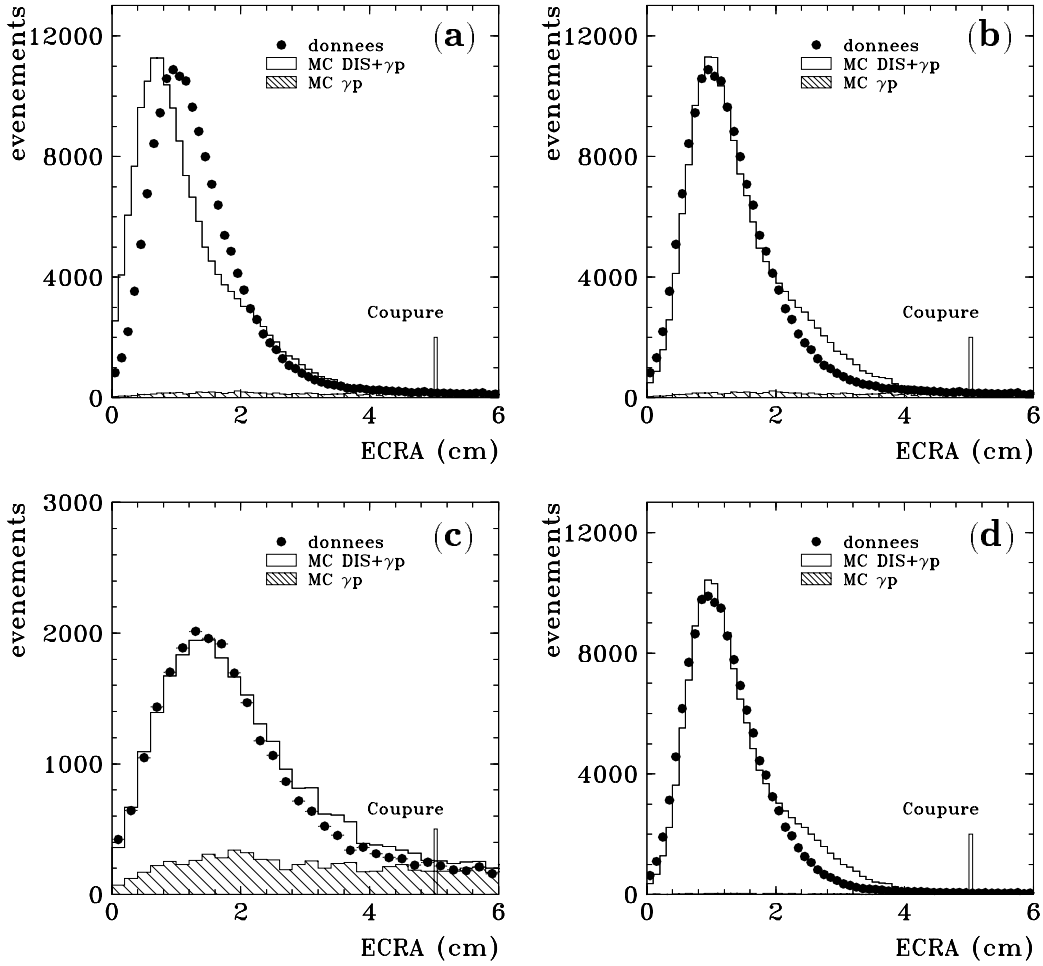 evenements
12000
8000
4000
0
0 2 4 6
ECRA (cm)
(a)
donnees
MC DIS+γp
MC γp
Coupure
evenements
12000
8000
4000
0
0 2 4 6
ECRA (cm)
(b)
donnees
MC DIS+γp
MC γp
Coupure
evenements
3000
2000
1000
0
0 2 4 6
ECRA (cm)
(c)
donnees
MC DIS+γp
MC γp
Coupure
evenements
12000
8000
4000
0
0 2 4 6
ECRA (cm)
(d)
donnees
MC DIS+γp
MC γp
Coupure